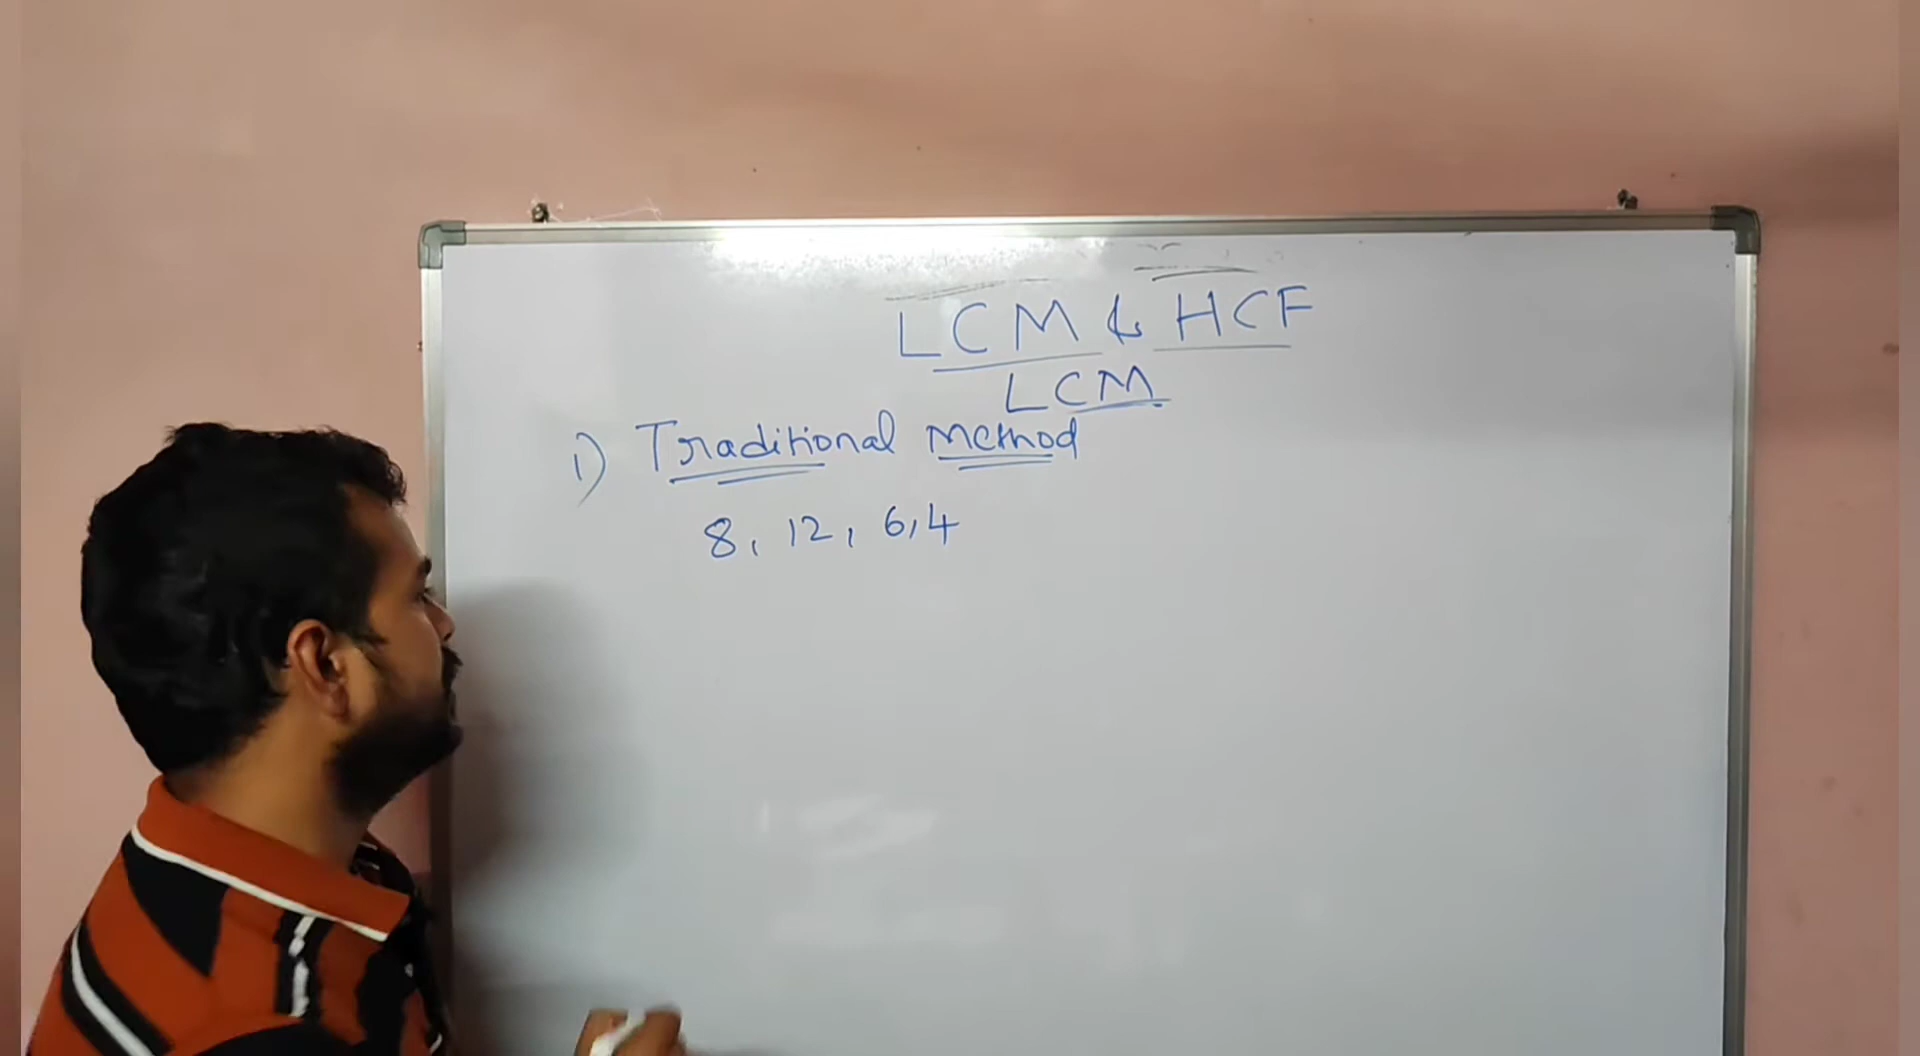 LCM & HCF
LCM
1) Traditional Method
8, 12, 6, 4